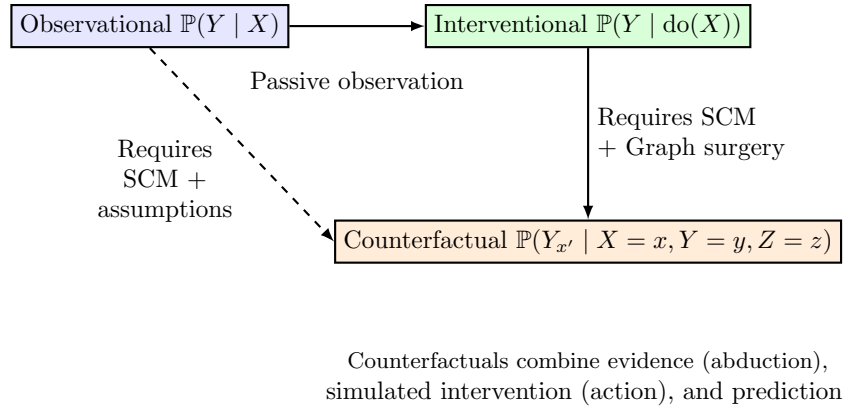 Observational ℙ(Y | X)
Interventional ℙ(Y | do(X))
Passive observation
Requires SCM
+ Graph surgery
Requires
SCM +
assumptions
Counterfactual ℙ(Yₓ′ | X = x, Y = y, Z = z)
Counterfactuals combine evidence (abduction),
simulated intervention (action), and prediction